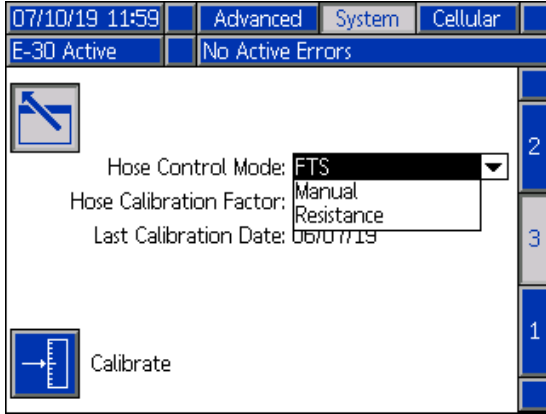 07/10/19 11:59 Advanced System Cellular
E-30 Active No Active Errors
2
Hose Control Mode: FTS
Manual
Hose Calibration Factor:
Resistance
Last Calibration Date: 06/07/19
3
1
Calibrate